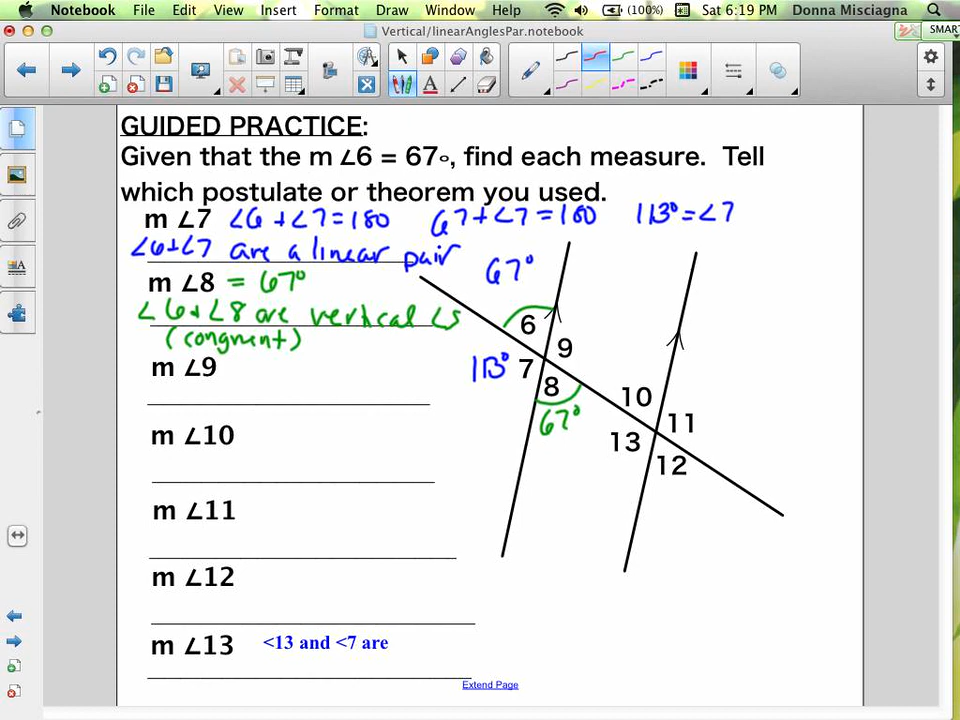 Notebook File Edit View Insert Format Draw Window Help (100%) Sat 6:19 PM Donna Misciagna
Vertical/linearAnglesPar.notebook
SMART
GUIDED PRACTICE:
Given that the m ∠6 = 67°, find each measure. Tell
which postulate or theorem you used.
m ∠7 ∠6 + ∠7 = 180 67 + ∠7 = 180 113° = ∠7
∠6 + ∠7 are a linear pair
67°
m ∠8 = 67°
∠6 + ∠8 are vertical ∠s
(congruent)
6
9
m ∠9
113° 7
8
67°
10
11
m ∠10
13
12
m ∠11
m ∠12
m ∠13 <13 and <7 are
Extend Page